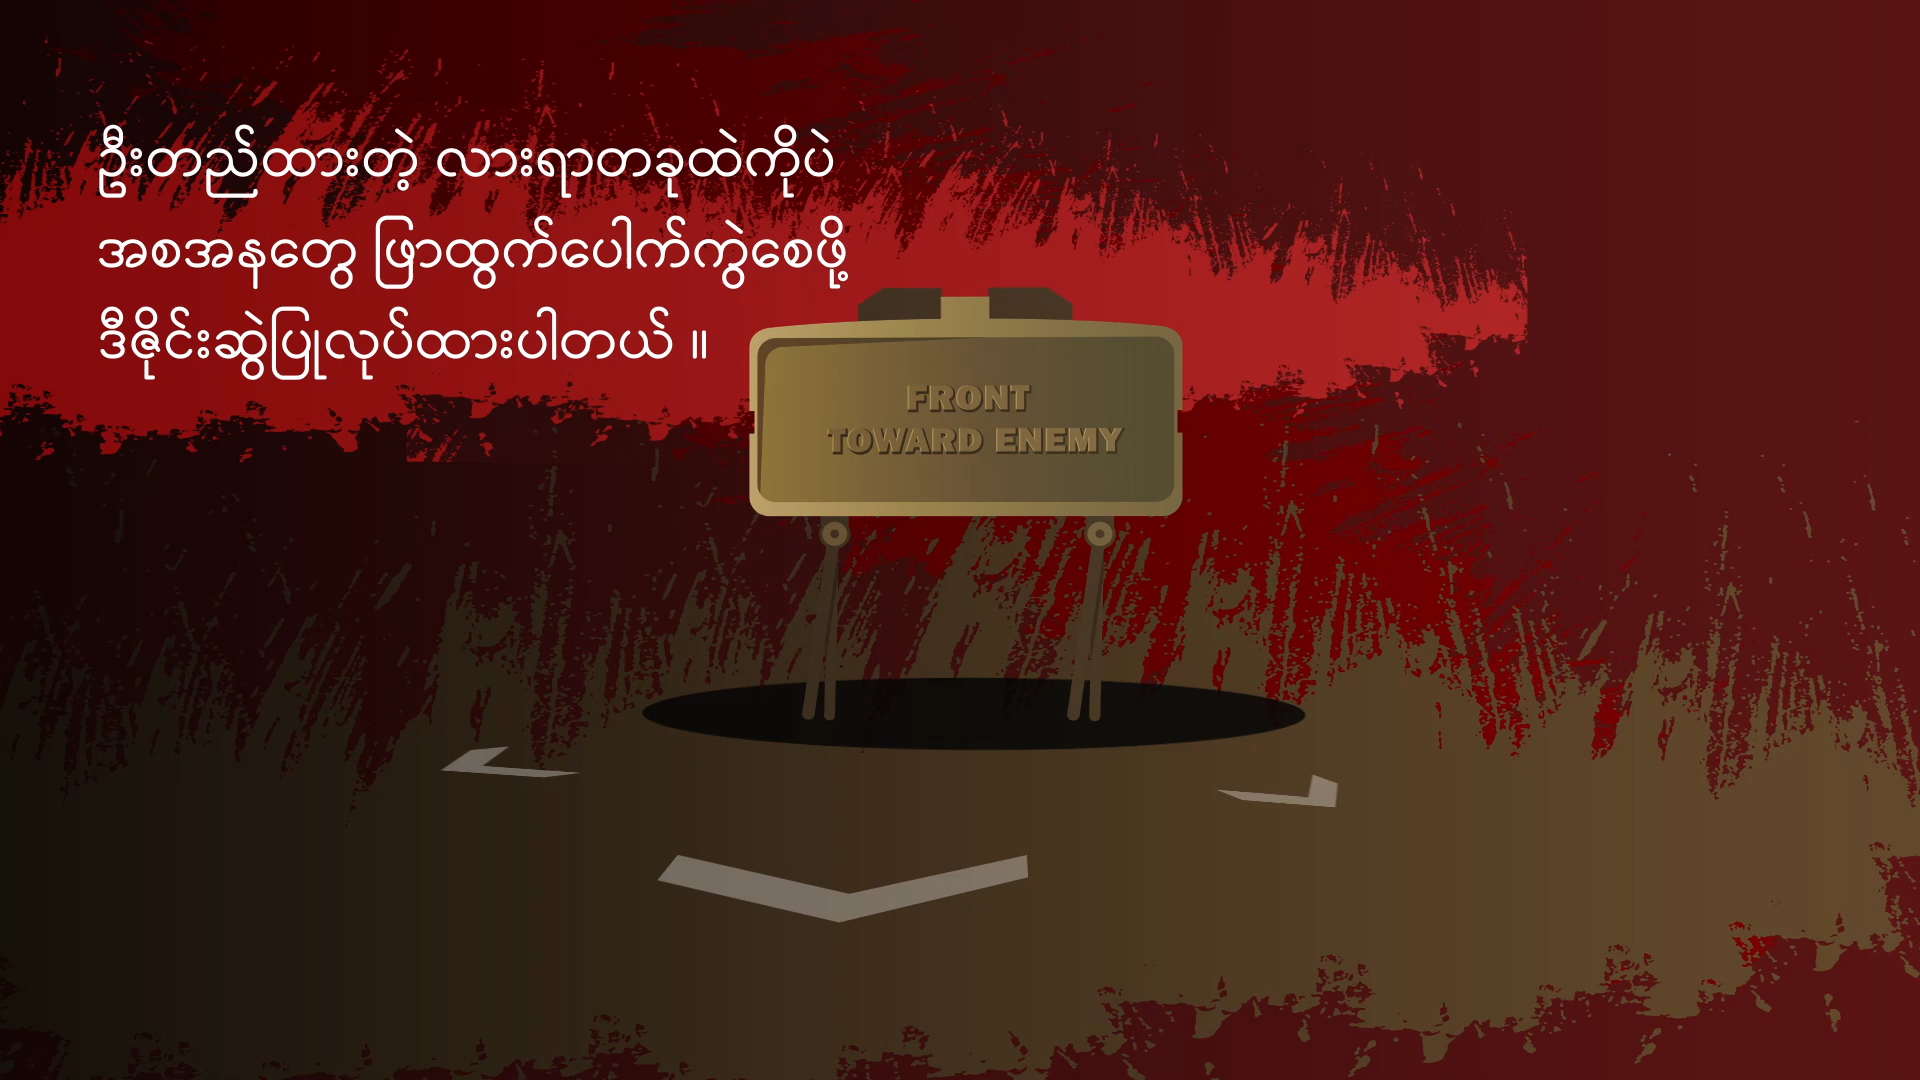 ဦးတည်ထားတဲ့ လားရာတခုထဲကိုပဲ
အစအနတွေ ဖြာထွက်ပေါက်ကွဲစေဖို့
ဒီဇိုင်းဆွဲပြုလုပ်ထားပါတယ် ။
FRONT
TOWARD ENEMY